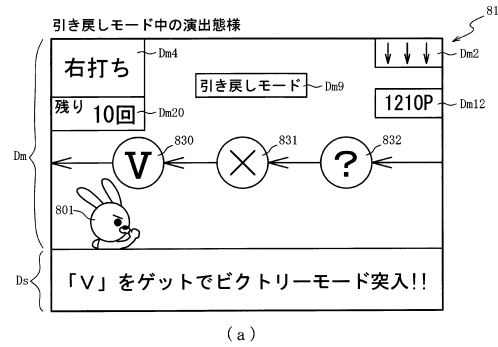 引き戻しモード中の演出態様
81
右打ち
Dm4
↓↓↓
Dm2
引き戻しモード
Dm9
残り 10回
Dm20
1210P
Dm12
Dm
830
831
832
V
×
?
801
Ds
「V」をゲットでビクトリーモード突入!!
(a)